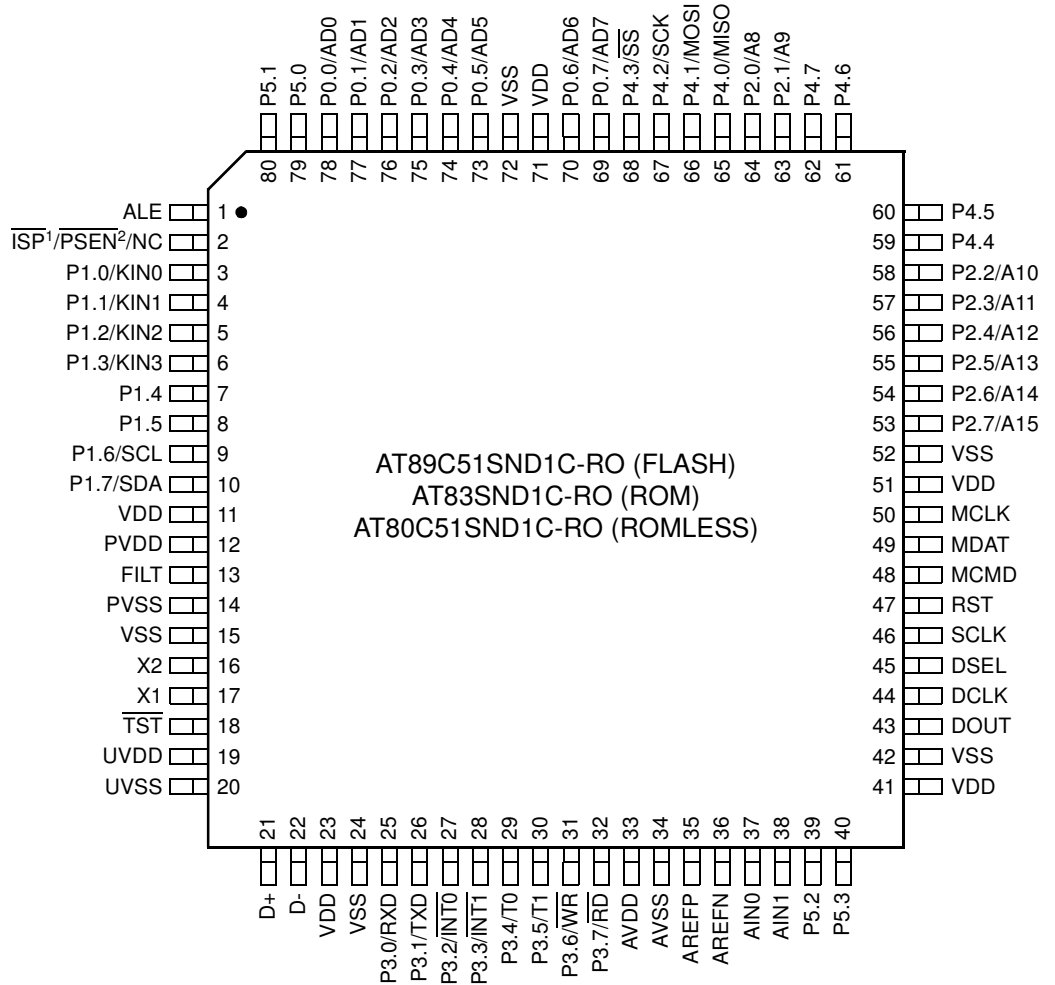 P5.1
P5.0
P0.0/AD0
P0.1/AD1
P0.2/AD2
P0.3/AD3
P0.4/AD4
P0.5/AD5
VSS
VDD
P0.6/AD6
P0.7/AD7
P4.3/SS
P4.2/SCK
P4.1/MOSI
P4.0/MISO
P2.0/A8
P2.1/A9
P4.7
P4.6
80
79
78
77
76
75
74
73
72
71
70
69
68
67
66
65
64
63
62
61
ALE 1
ISP¹/PSEN²/NC 2
P1.0/KIN0 3
P1.1/KIN1 4
P1.2/KIN2 5
P1.3/KIN3 6
P1.4 7
P1.5 8
P1.6/SCL 9
P1.7/SDA 10
VDD 11
PVDD 12
FILT 13
PVSS 14
VSS 15
X2 16
X1 17
TST 18
UVDD 19
UVSS 20
AT89C51SND1C-RO (FLASH)
AT83SND1C-RO (ROM)
AT80C51SND1C-RO (ROMLESS)
60 P4.5
59 P4.4
58 P2.2/A10
57 P2.3/A11
56 P2.4/A12
55 P2.5/A13
54 P2.6/A14
53 P2.7/A15
52 VSS
51 VDD
50 MCLK
49 MDAT
48 MCMD
47 RST
46 SCLK
45 DSEL
44 DCLK
43 DOUT
42 VSS
41 VDD
21
22
23
24
25
26
27
28
29
30
31
32
33
34
35
36
37
38
39
40
D+
D-
VDD
VSS
P3.0/RXD
P3.1/TXD
P3.2/INT0
P3.3/INT1
P3.4/T0
P3.5/T1
P3.6/WR
P3.7/RD
AVDD
AVSS
AREFP
AREFN
AIN0
AIN1
P5.2
P5.3